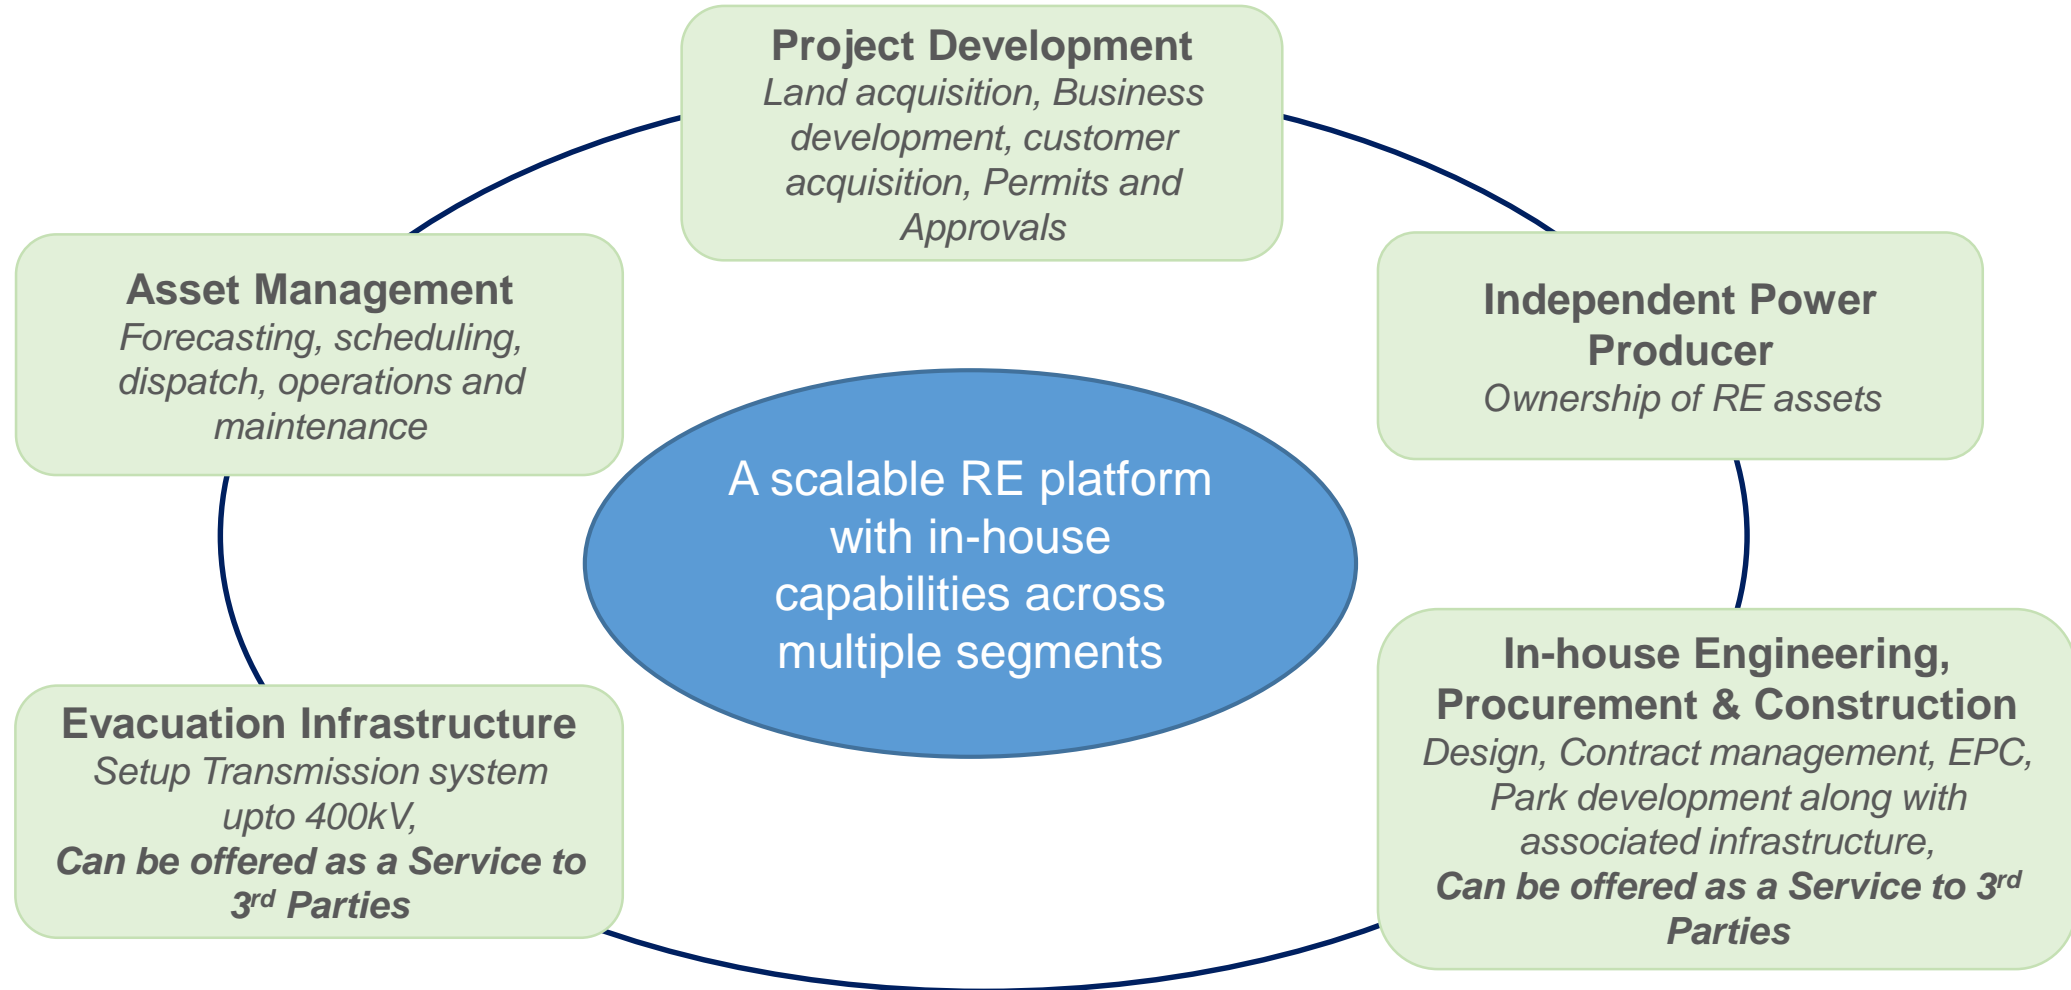 Project Development
Land acquisition, Business
development, customer
acquisition, Permits and
Approvals
Asset Management
Forecasting, scheduling,
dispatch, operations and
maintenance
Independent Power
Producer
Ownership of RE assets
A scalable RE platform
with in-house
capabilities across
multiple segments
Evacuation Infrastructure
Setup Transmission system
upto 400kV,
Can be offered as a Service to
3rd Parties
In-house Engineering,
Procurement & Construction
Design, Contract management, EPC,
Park development along with
associated infrastructure,
Can be offered as a Service to 3rd
Parties